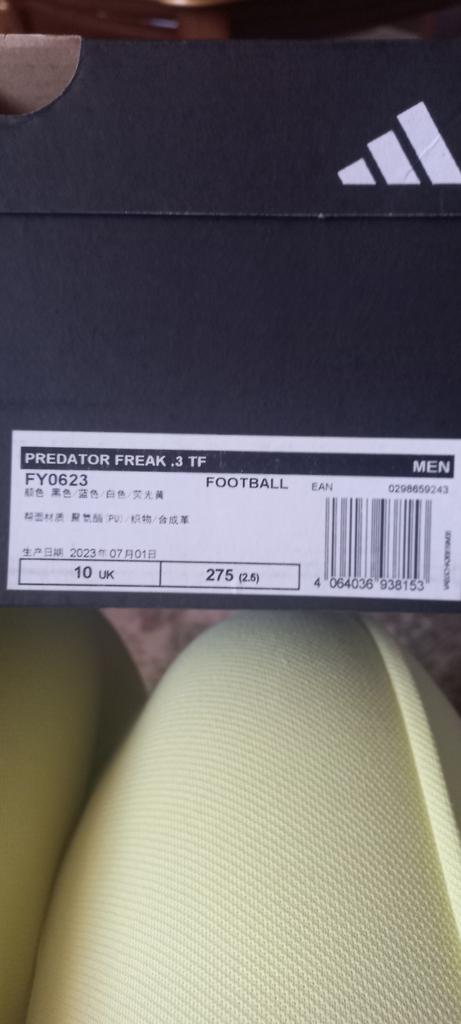 PREDATOR FREAK .3 TF MEN
FY0623 FOOTBALL EAN 0298659243
颜色 黑色/蓝色/白色/荧光黄
帮面材质 聚氨酯(PU)/织物/合成革
生产日期 2023年07月01日
10 UK 275 (2.5)
4 064036 938153